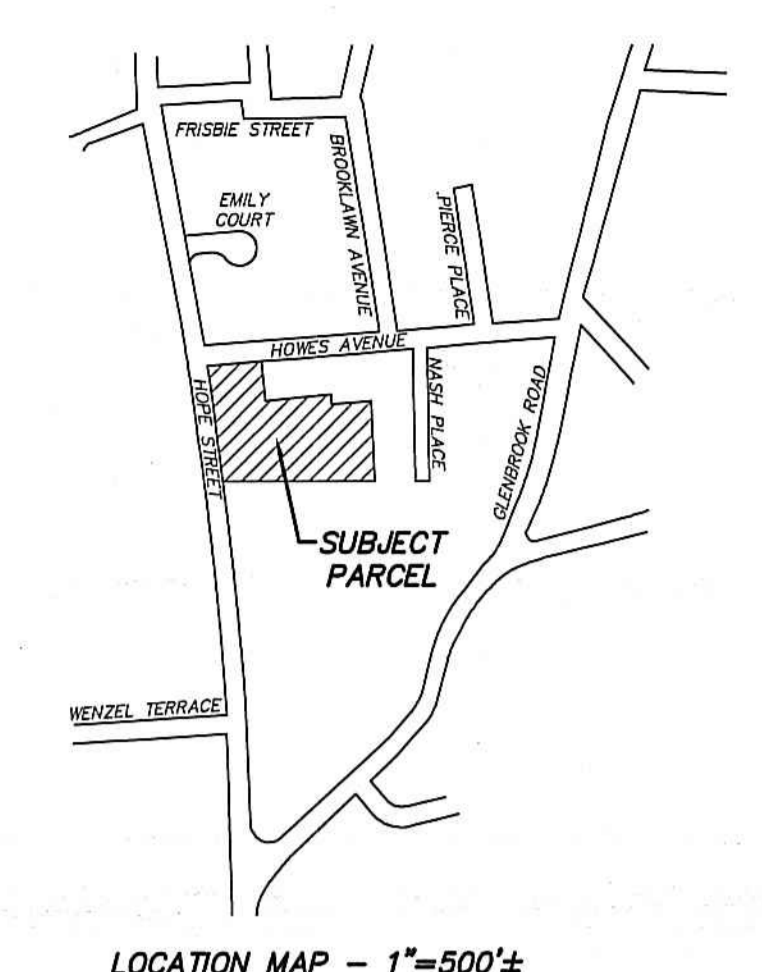 FRISBIE STREET
EMILY
COURT
BROOKLAWN AVENUE
PIERCE PLACE
HOWES AVENUE
HOPE STREET
NASH PLACE
GLENBROOK ROAD
SUBJECT
PARCEL
WENZEL TERRACE
LOCATION MAP - 1"=500'±